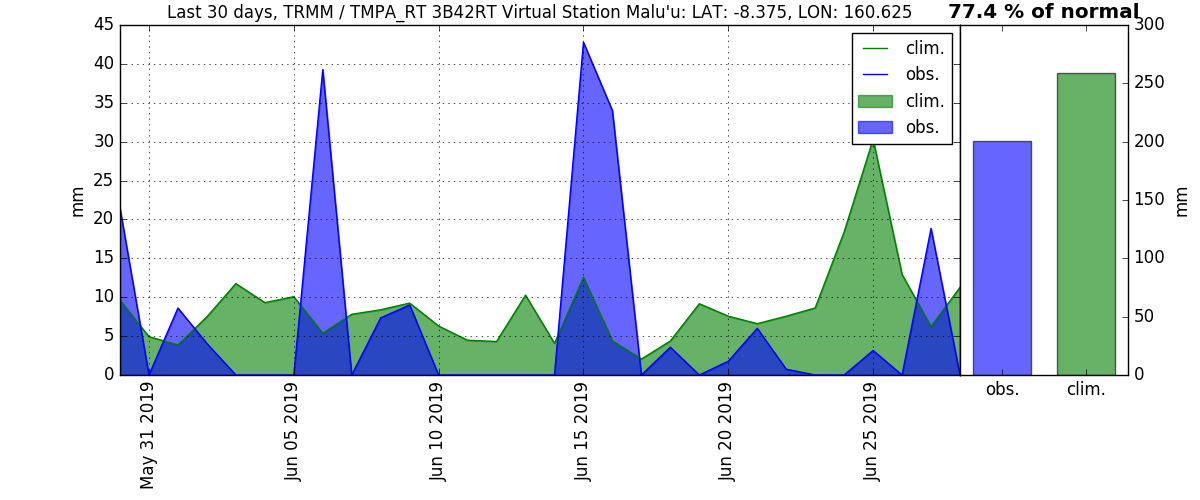 Last 30 days, TRMM / TMPA_RT 3B42RT Virtual Station Malu'u: LAT: -8.375, LON: 160.625
77.4 % of normal
45
40
35
30
25
20
15
10
5
0
mm
clim.
obs.
clim.
obs.
300
250
200
150
100
50
0
mm
May 31 2019
Jun 05 2019
Jun 10 2019
Jun 15 2019
Jun 20 2019
Jun 25 2019
obs.
clim.